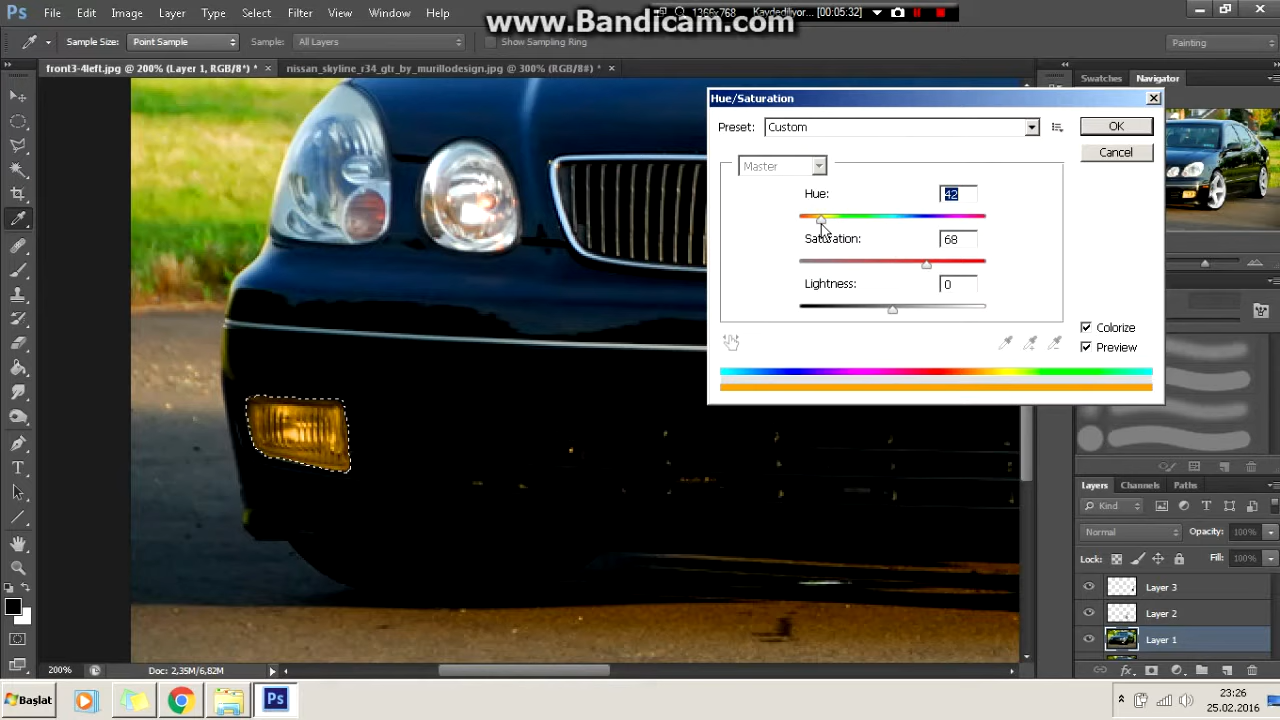 www.Bandicam.com
1366x768 Kaydediliyor... [00:05:32]
Ps File Edit Image Layer Type Select Filter View Window Help
Sample Size: Point Sample Sample: All Layers Show Sampling Ring Painting
front3-4left.jpg @ 200% (Layer 1, RGB/8*) * × nissan_skyline_r34_gtr_by_murillodesign.jpg @ 300% (RGB/8#) * ×
Swatches Navigator
Hue/Saturation
Preset: Custom OK
Cancel
Master
Hue: 42
Saturation: 68
Lightness: 0
Colorize
Preview
Layers Channels Paths
Kind
Normal Opacity: 100%
Lock: Fill: 100%
Layer 3
Layer 2
Layer 1
200% Doc: 2,35M/6,82M
Başlat Ps 23:26
25.02.2016